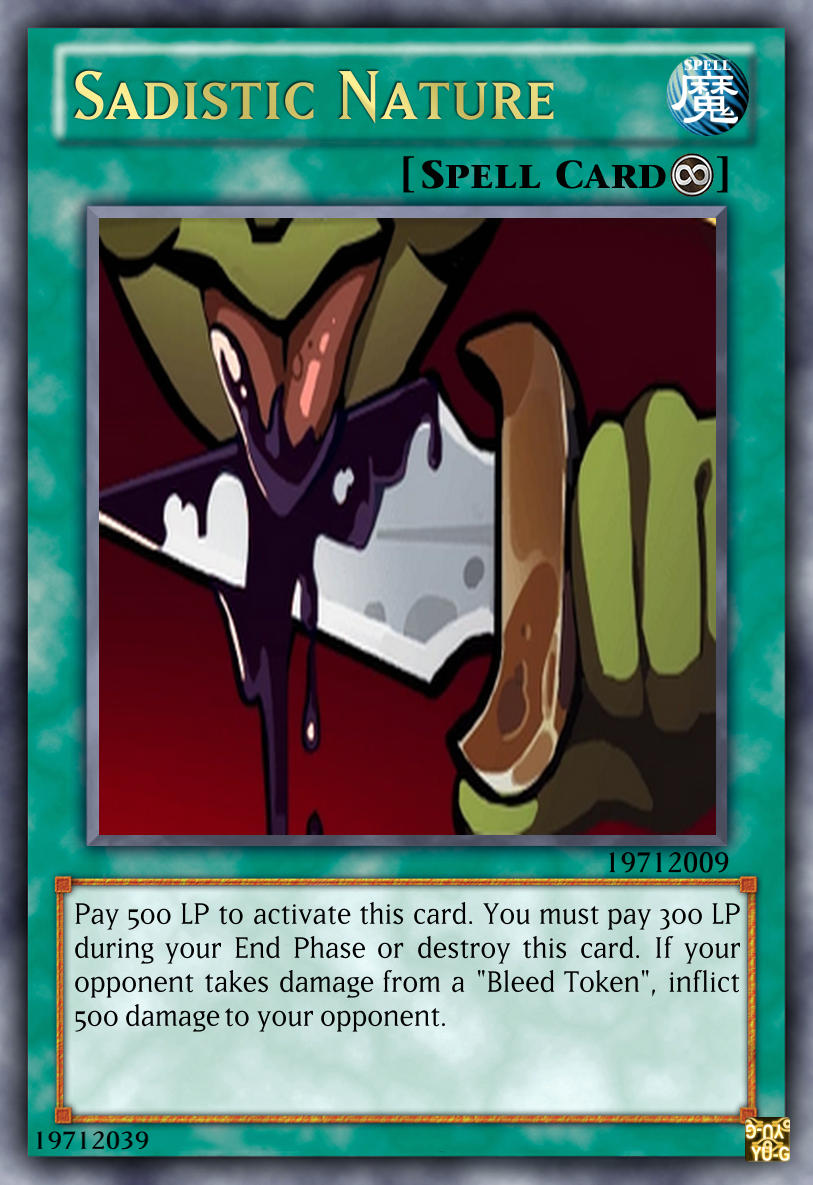 Sadistic Nature
SPELL
魔
[Spell Card∞]
19712009
Pay 500 LP to activate this card. You must pay 300 LP
during your End Phase or destroy this card. If your
opponent takes damage from a "Bleed Token", inflict
500 damage to your opponent.
19712039
YU-G